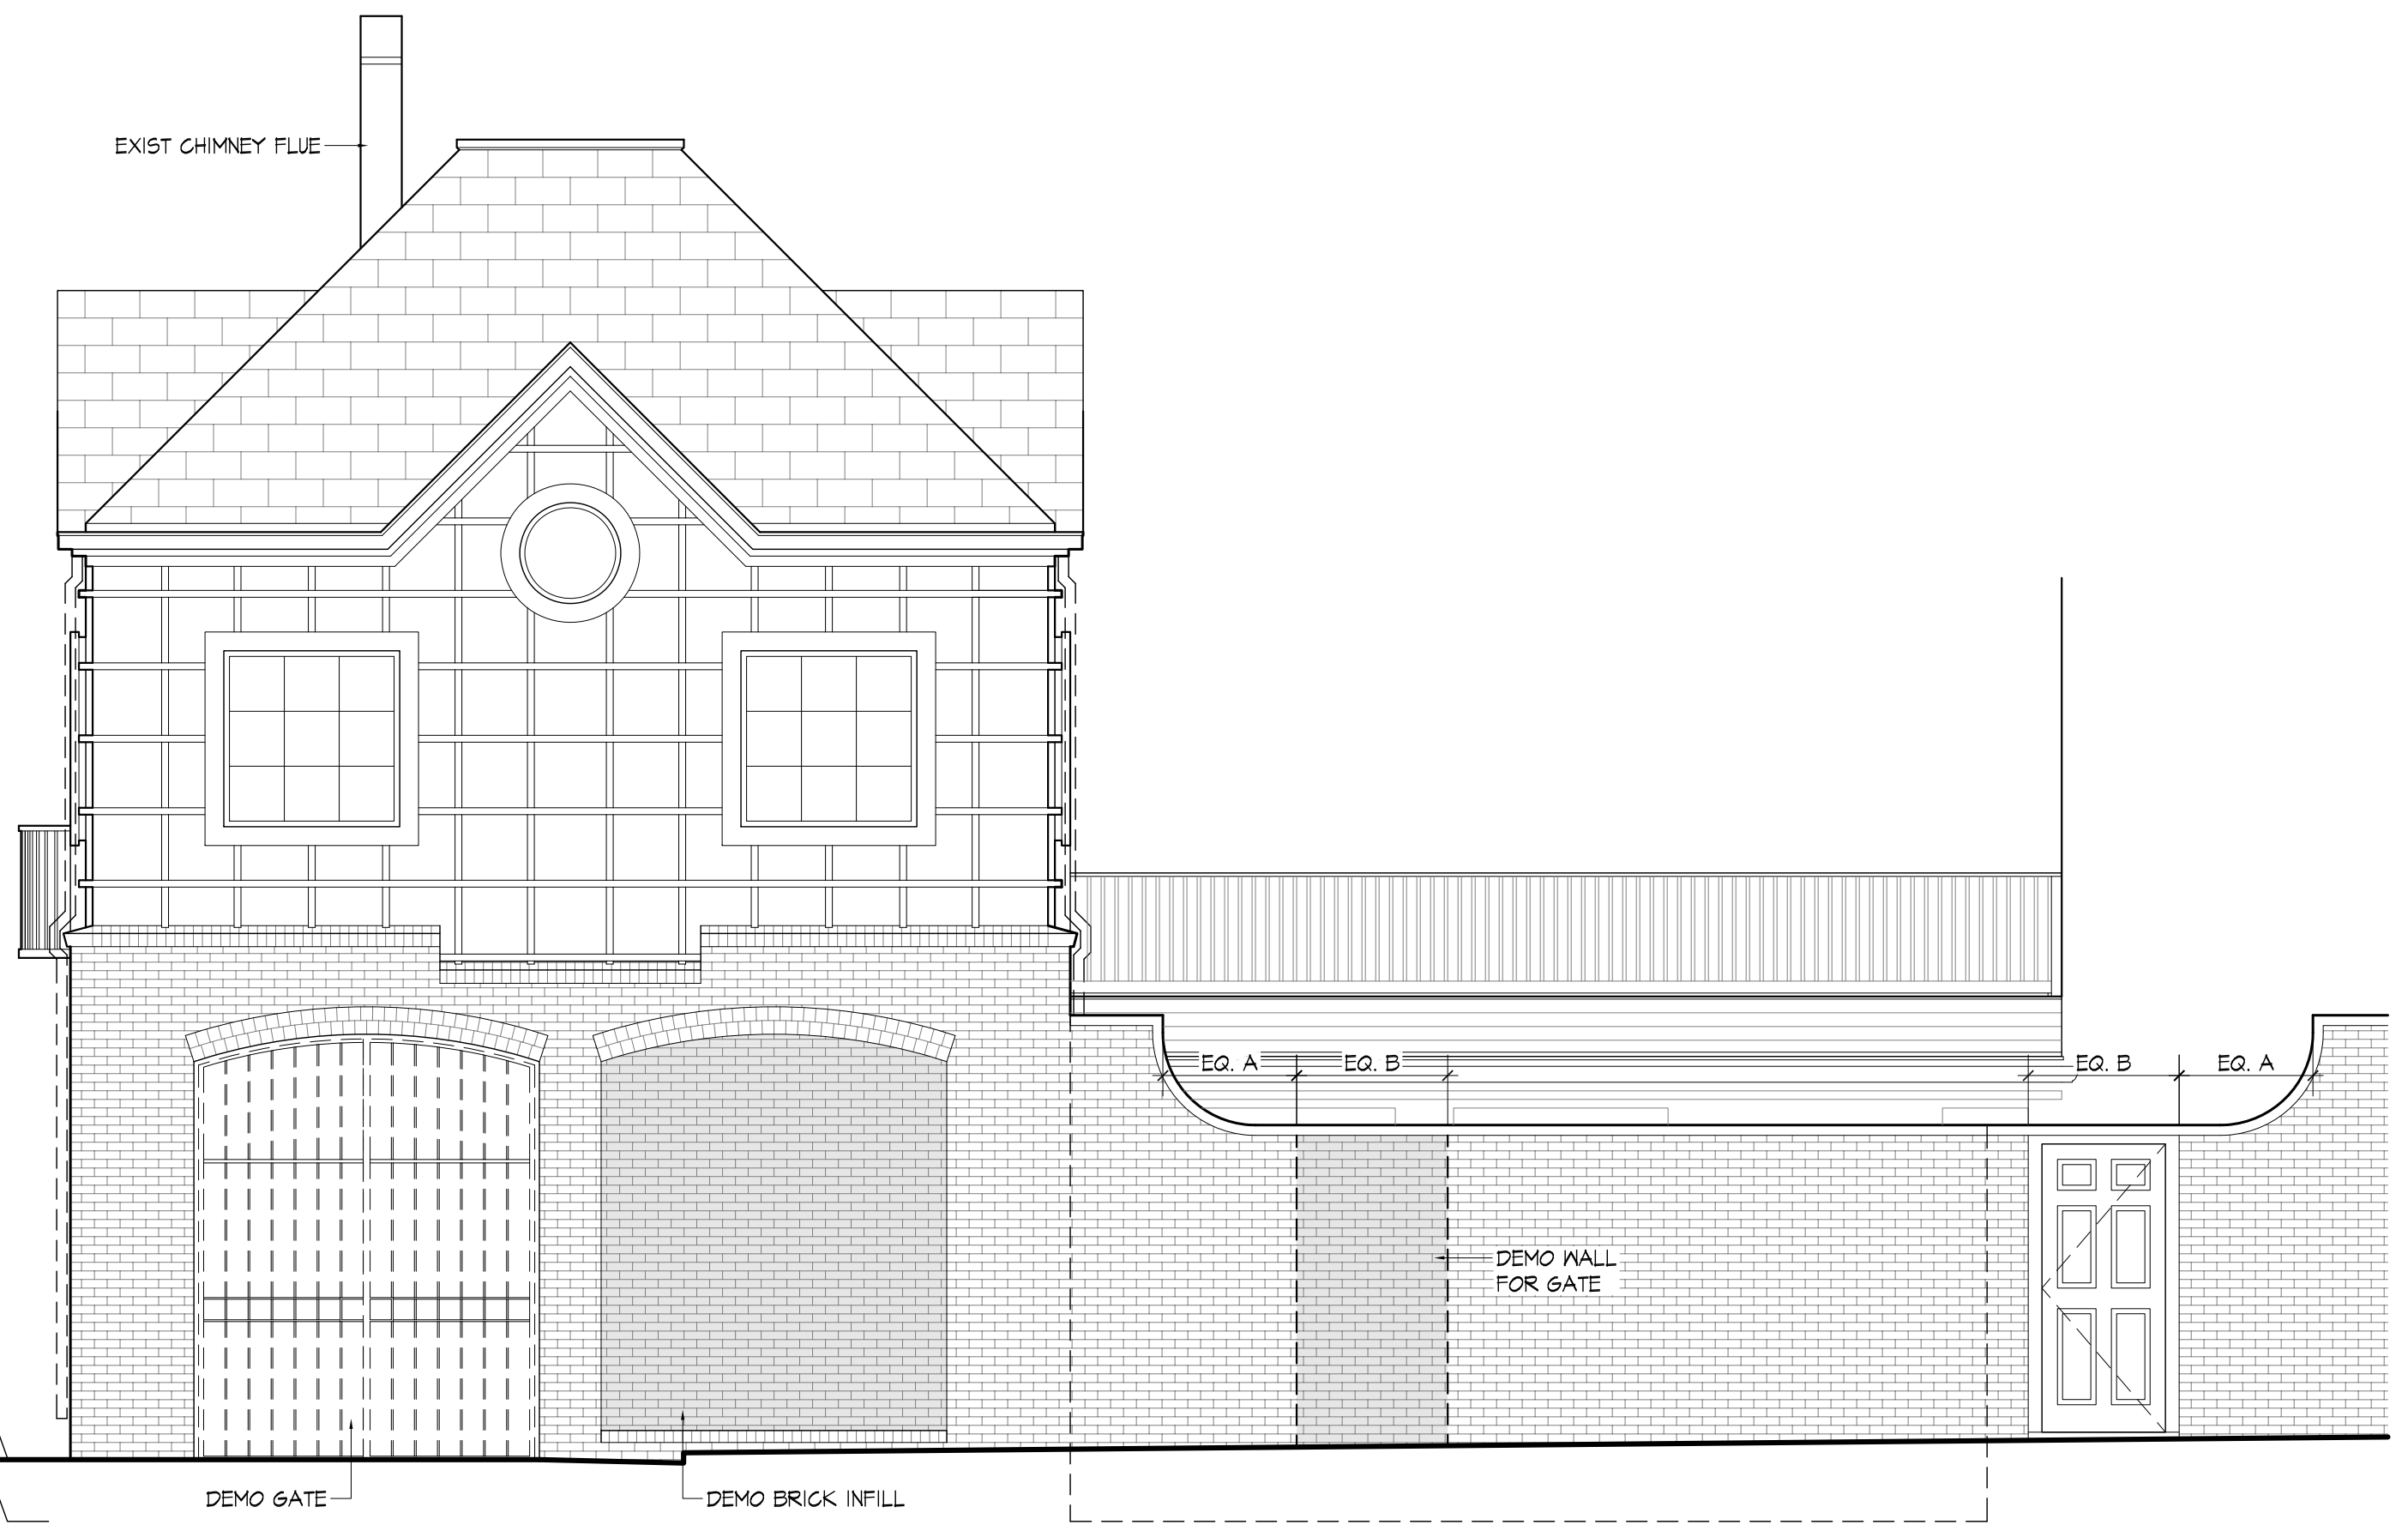 EXIST CHIMNEY FLUE
EQ. A
EQ. B
EQ. B
EQ. A
DEMO WALL
FOR GATE
DEMO GATE
DEMO BRICK INFILL